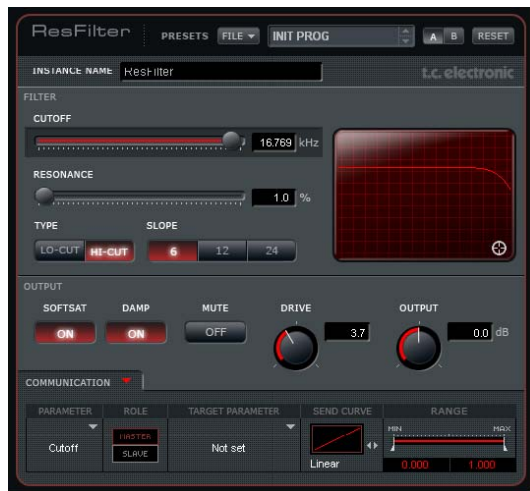 ResFilter PRESETS FILE INIT PROG A B RESET
INSTANCE NAME ResFilter t.c. electronic
FILTER
CUTOFF
16.769 kHz
RESONANCE
1.0 %
TYPE SLOPE
LO-CUT HI-CUT 6 12 24
OUTPUT
SOFTSAT DAMP MUTE DRIVE OUTPUT
ON ON OFF 3.7 0.0 dB
COMMUNICATION
PARAMETER ROLE TARGET PARAMETER SEND CURVE RANGE
MIN MAX
Cutoff MASTER Not set
SLAVE
Linear 0.000 1.000